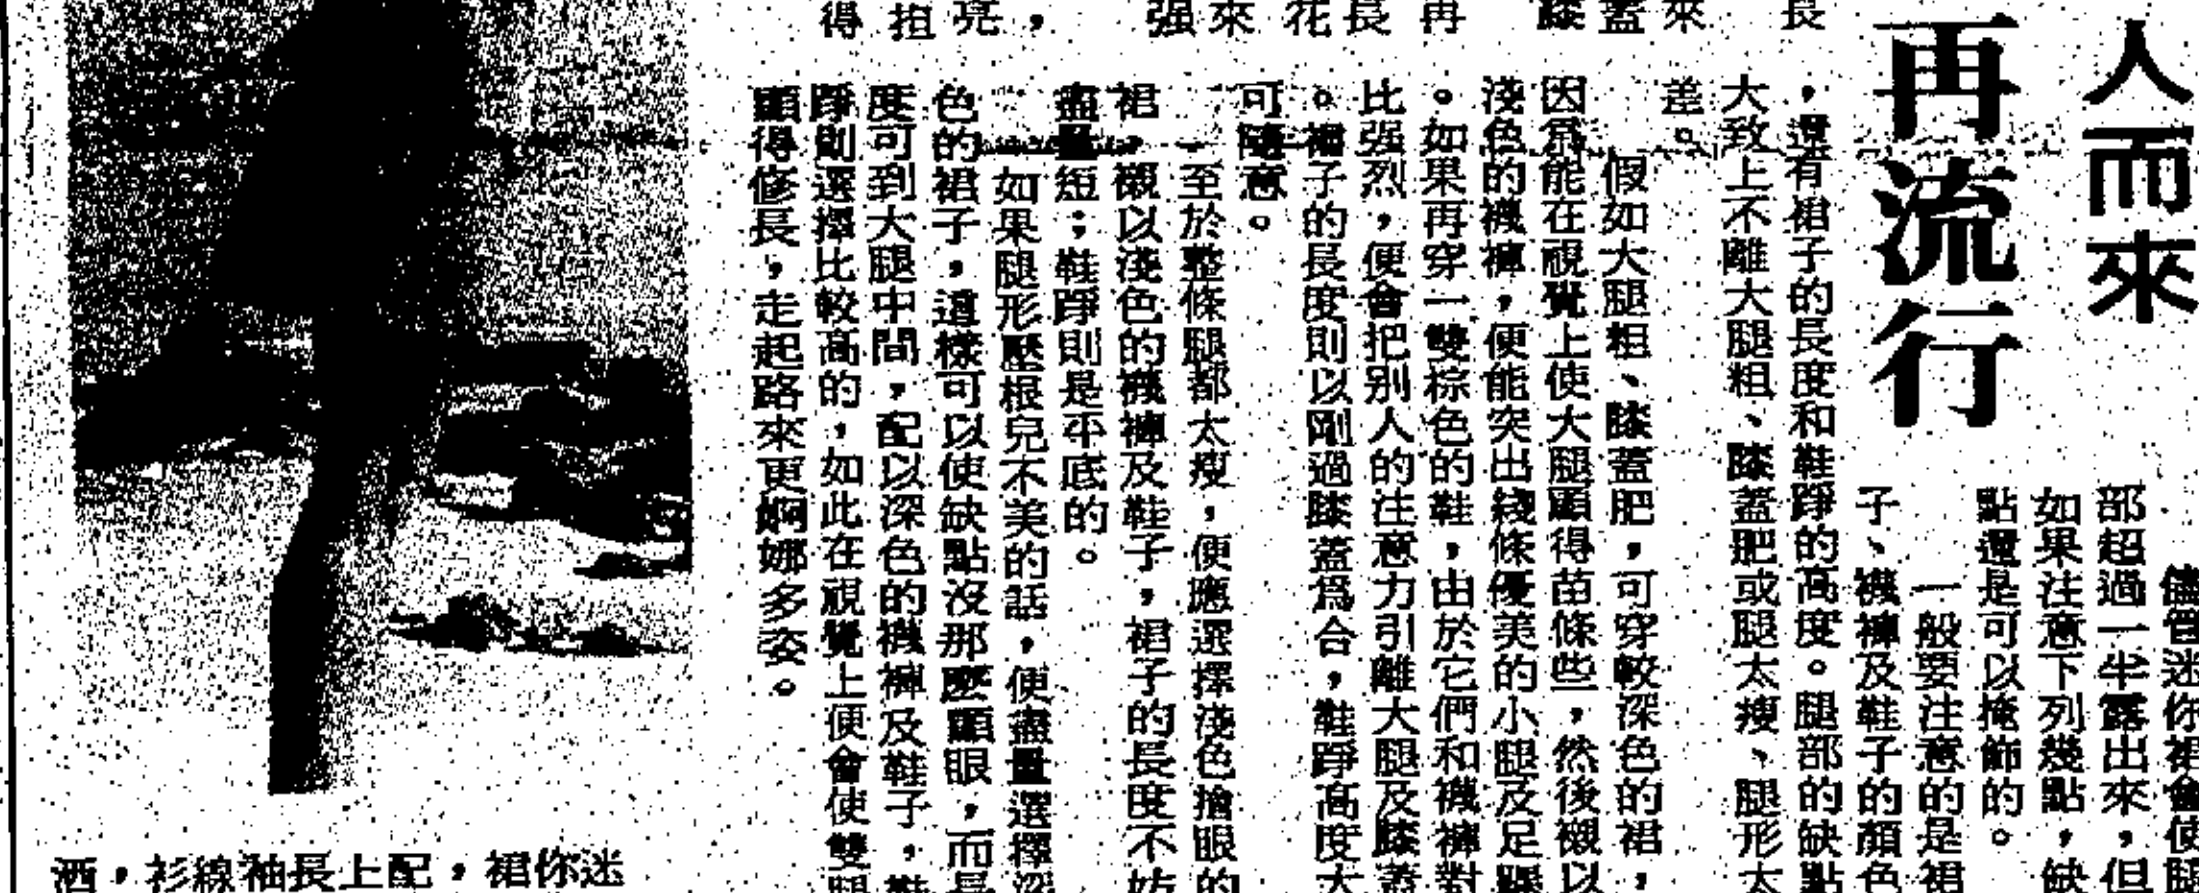 人而來
再流行
儘管迷你裙會使腿
部超過一半露出來，但
如果注意下列幾點，缺
點還是可以掩飾的。
一般要注意的是裙
子、襪褲及鞋子的顏色
，還有裙子的長度和鞋踭的高度。腿部的缺點
大致上不離大腿粗、膝蓋肥或腿太瘦、腿形太
差。
假如大腿粗、膝蓋肥，可穿較深色的裙，
因爲能在視覺上使大腿顯得苗條些，然後襯以
淺色的襪褲，便能突出綫條優美的小腿及足踝
。如果再穿一雙棕色的鞋，由於它們和襪褲對
比强烈，便會把别人的注意力引離大腿及膝蓋
。裙子的長度則以剛過膝蓋爲合，鞋踭高度大
可隨意。
至於整條腿都太瘦，便應選擇淺色搶眼的
裙，襯以淺色的襪褲及鞋子，裙子的長度不妨
盡量短；鞋踭則是平底的。
如果腿形壓根兒不美的話，便盡量選擇深
色的裙子，這樣可以使缺點沒那麽顯眼，而長
度可到大腿中間，配以深色的襪褲及鞋子，鞋
踭則選擇比較高的，如此在視覺上便會使雙腿
顯得修長，走起路來更婀娜多姿。
長
來
蓋
膝
再
長
花
來
强
，
亮
担
得
迷你裙，配上長袖線衫，洒